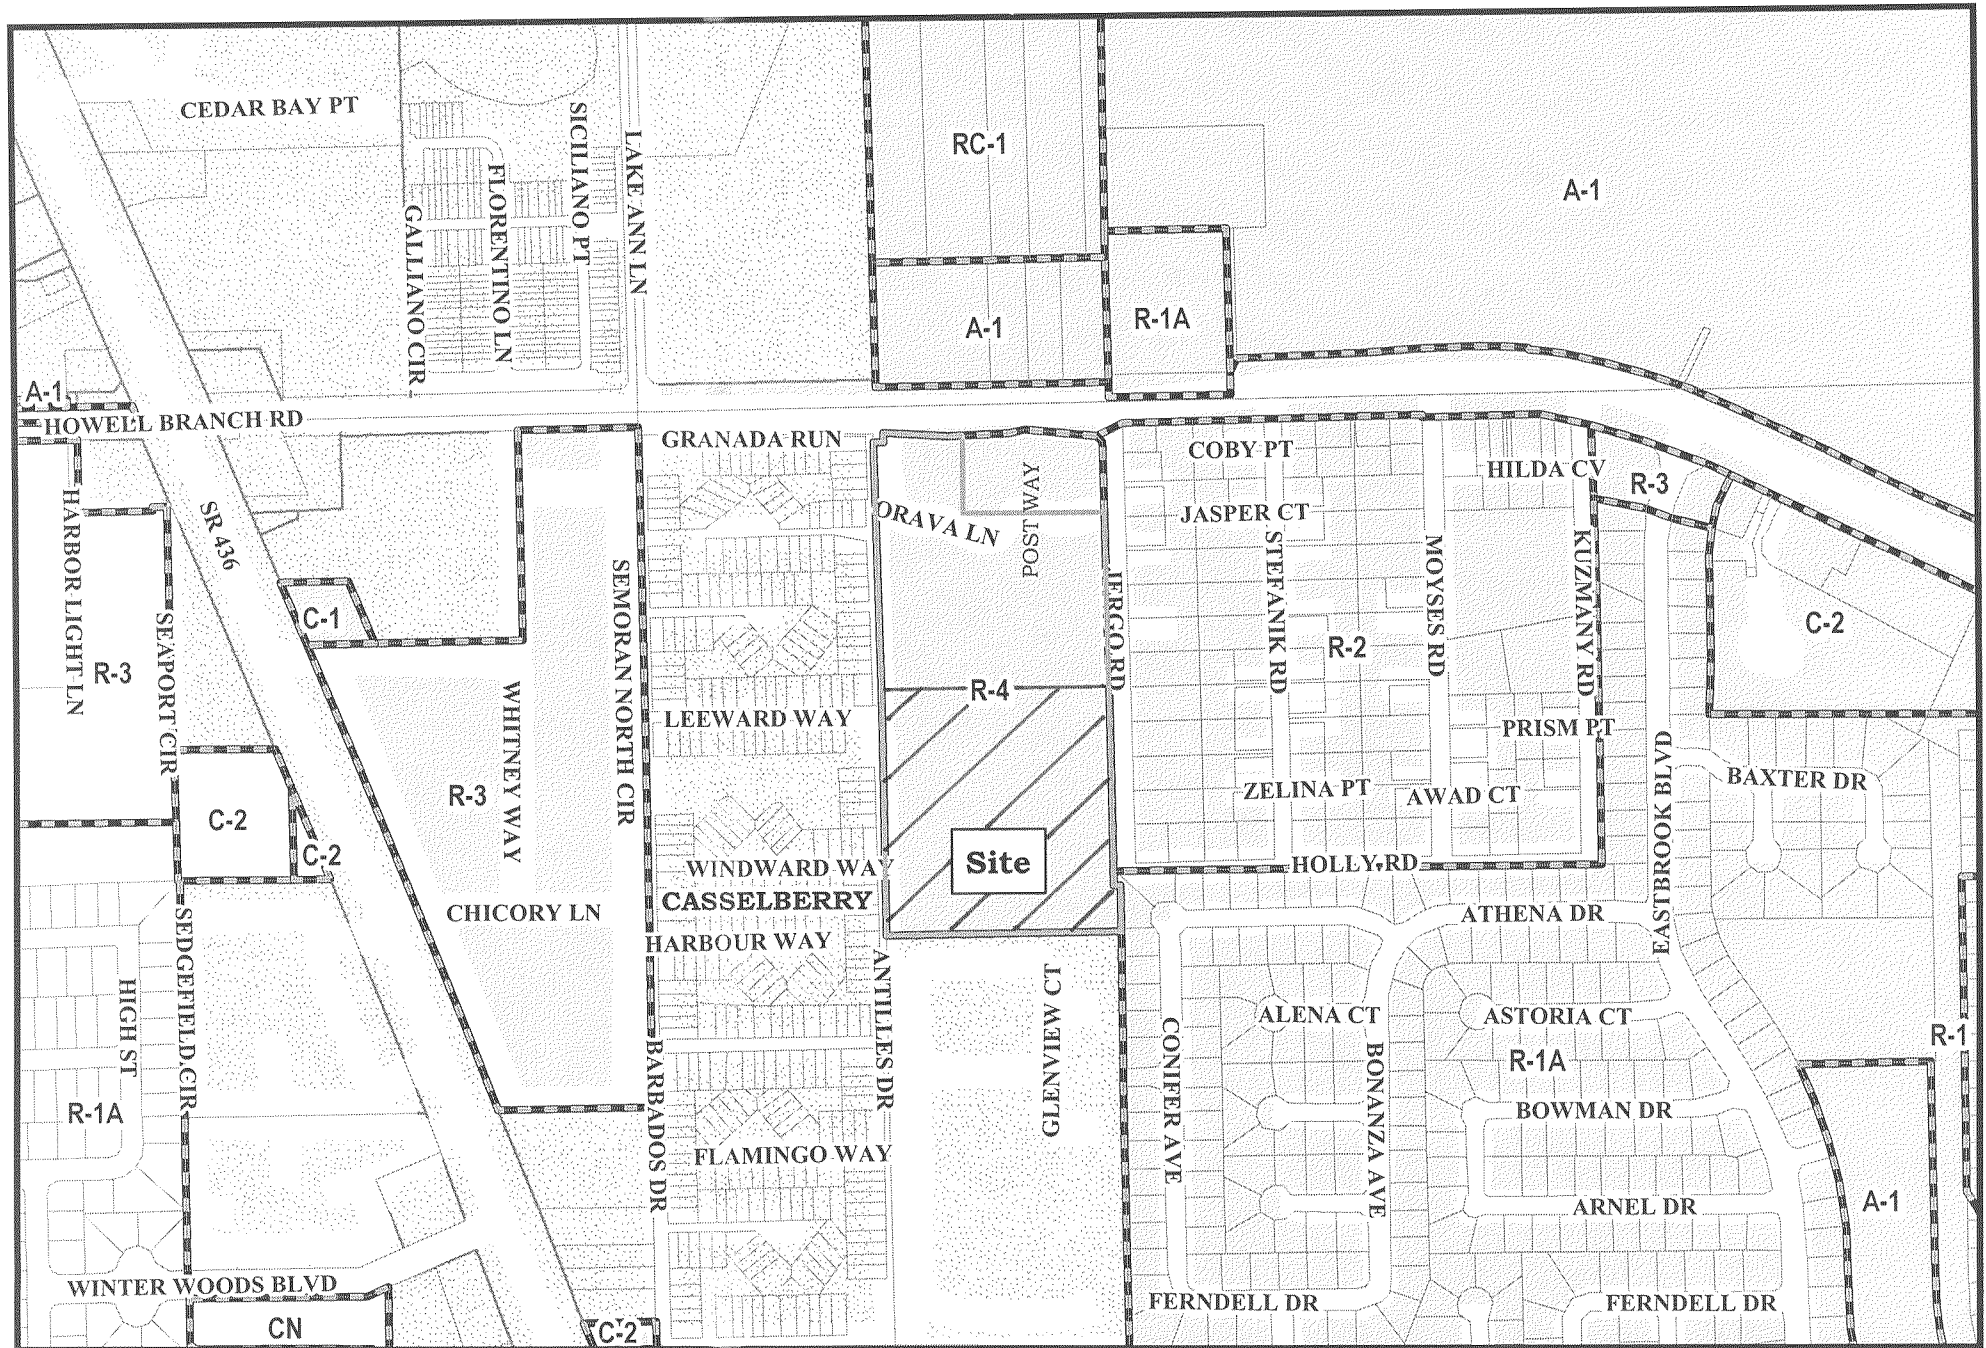 CEDAR BAY PT
SICILIANO PT
LAKE ANN LN
FLORENTINO LN
GALLIANO CIR
RC-1
A-1
A-1
R-1A
A-1
HOWELL BRANCH RD
GRANADA RUN
COBY PT
HILDA CV
R-3
POST WAY
ORAVA LN
JASPER CT
HARBOR LIGHT LN
SR 436
SEAPORT CIR
C-1
SEMORAN NORTH CIR
JERGO RD
STEFANIK RD
MOYSES RD
KUZMANY RD
R-2
C-2
R-3
R-4
WHITNEY WAY
LEEWARD WAY
PRISM PT
EASTBROOK BLVD
BAXTER DR
R-3
C-2
ZELINA PT
AWAD CT
C-2
Site
WINDWARD WAY
HOLLY RD
CASSELBERRY
CHICORY LN
ATHENA DR
HARBOUR WAY
SEDGEFIELD CIR
HIGH ST
ANTILLES DR
GLENVIEW CT
CONIFER AVE
ALENA CT
ASTORIA CT
R-1
BARBADOS DR
BONANZA AVE
R-1A
R-1A
BOWMAN DR
FLAMINGO WAY
ARNEL DR
A-1
WINTER WOODS BLVD
FERNDELL DR
FERNDELL DR
CN
C-2